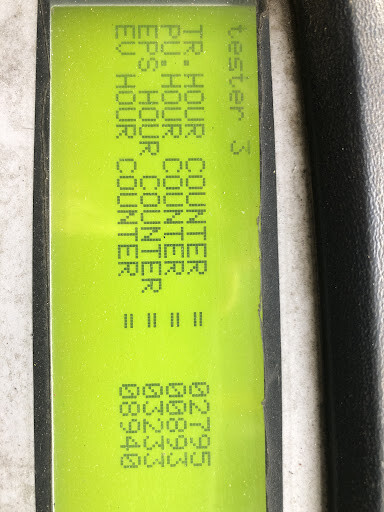 tester 3
TR.HOUR COUNTER = 02795
PU.HOUR COUNTER = 00893
EPS HOUR COUNTER = 03233
EV HOUR COUNTER = 08940